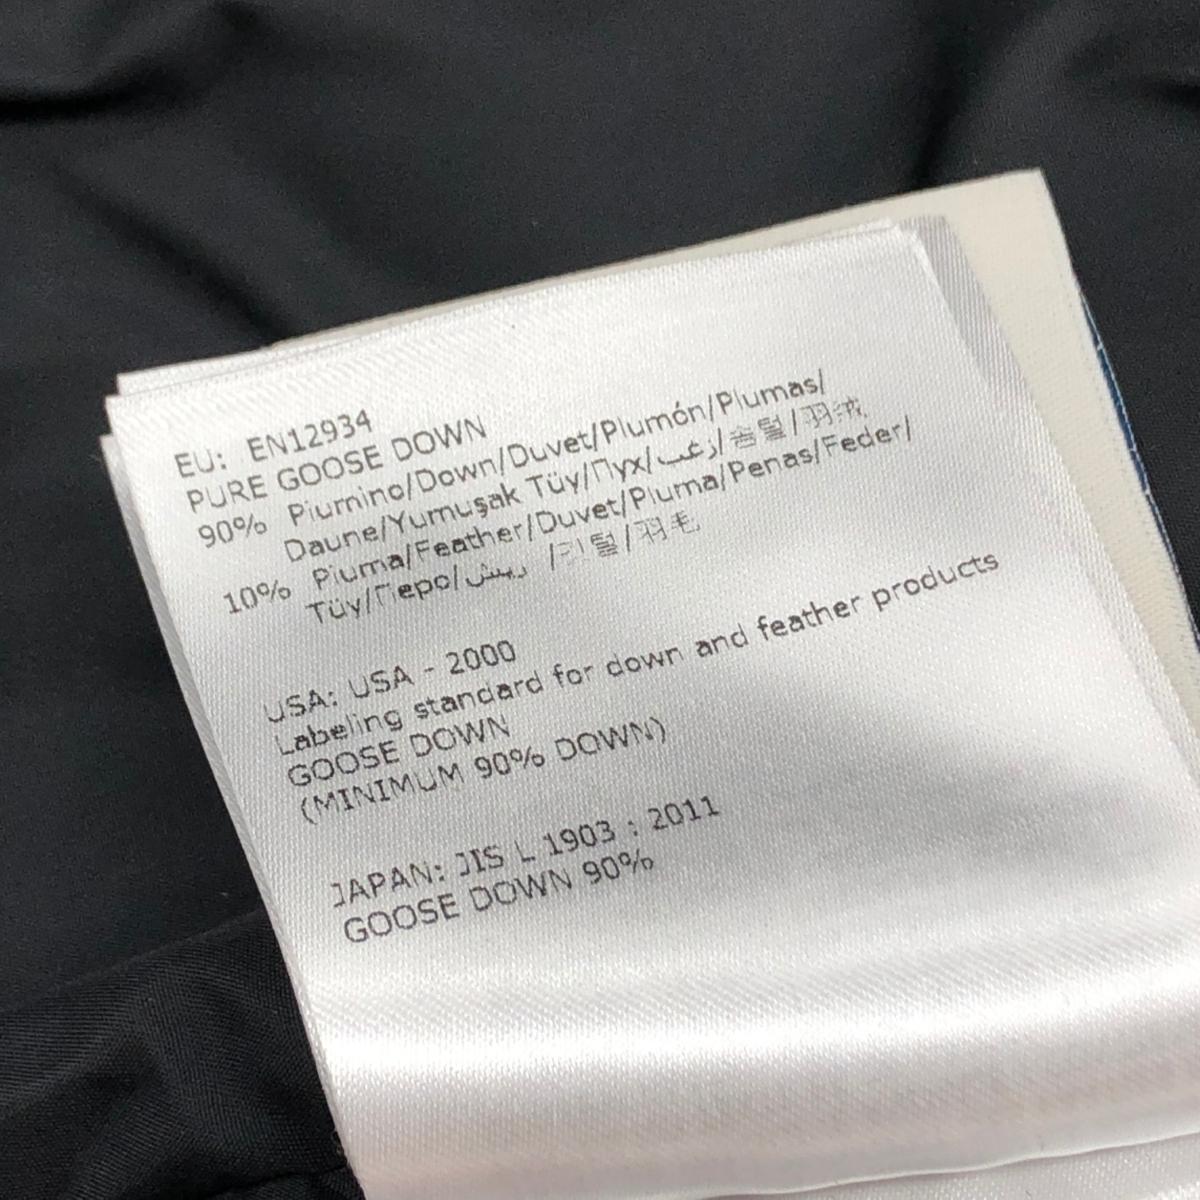 EU: EN12934
PURE GOOSE DOWN
90% Piumino/Down/Duvet/Plumón/Plumas/
Daune/Yumuşak Tüy/Пух/زغب/솜털/羽绒
10% Piuma/Feather/Duvet/Pluma/Penas/Feder/
Tüy/Перо/ريش /깃털/羽毛
USA: USA - 2000
Labeling standard for down and feather products
GOOSE DOWN
(MINIMUM 90% DOWN)
JAPAN: JIS L 1903 : 2011
GOOSE DOWN 90%